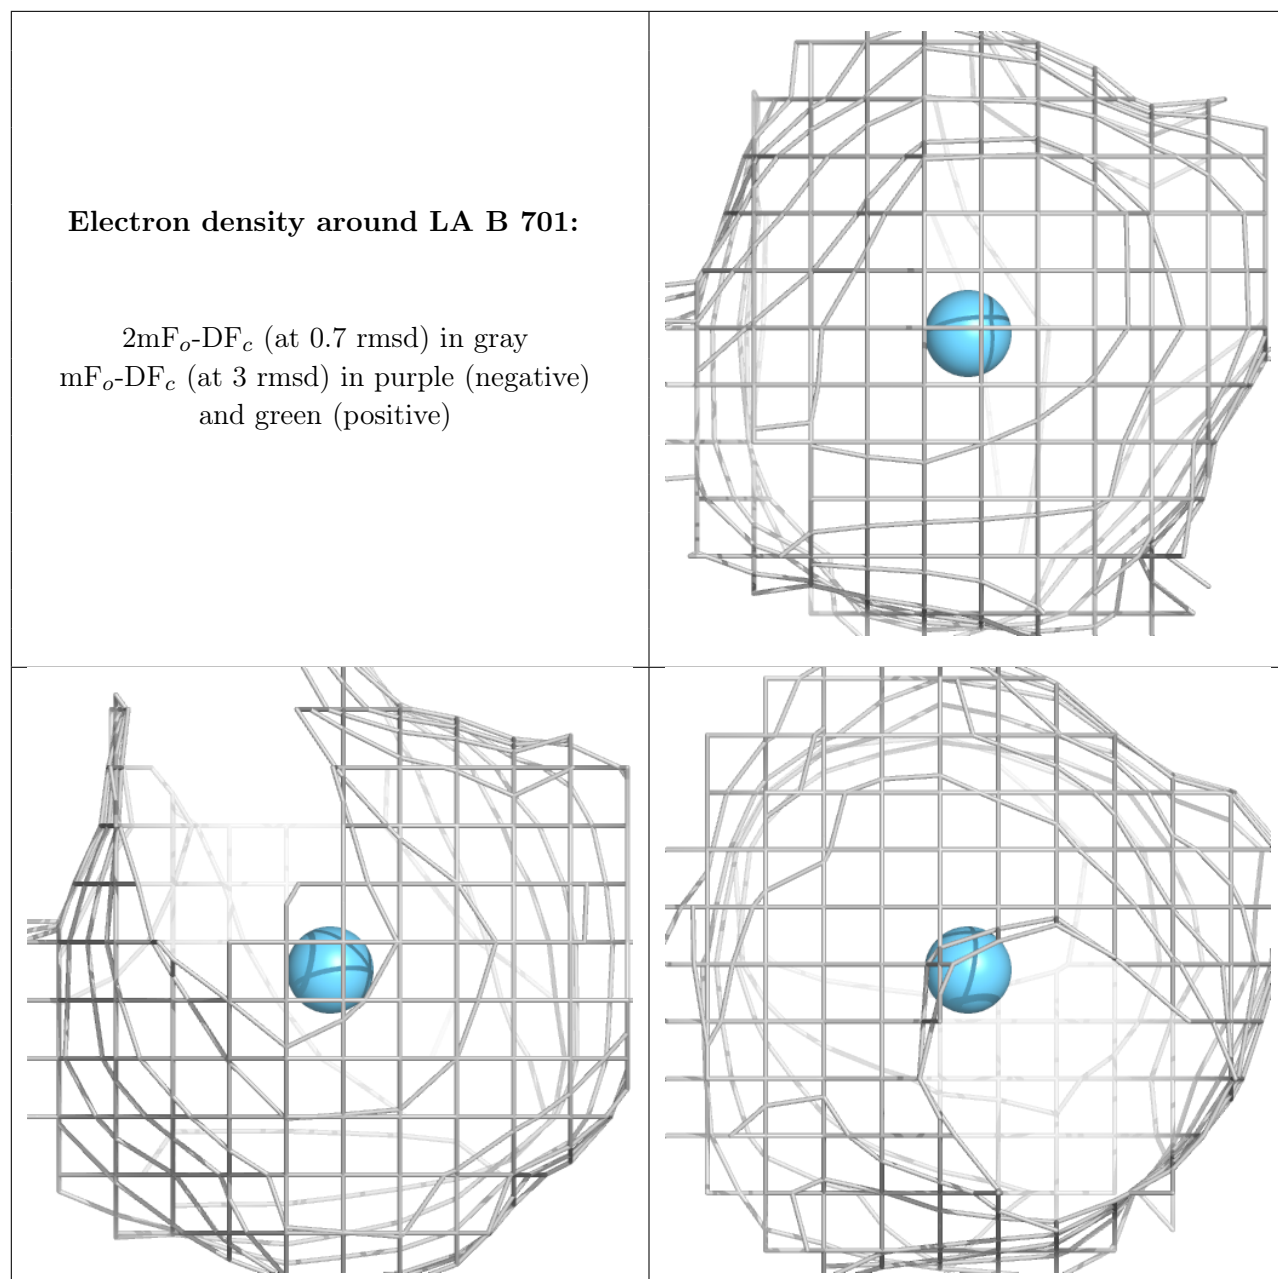 Electron density around LA B 701:
2mFₒ-DF𝒸 (at 0.7 rmsd) in gray
mFₒ-DF𝒸 (at 3 rmsd) in purple (negative)
and green (positive)